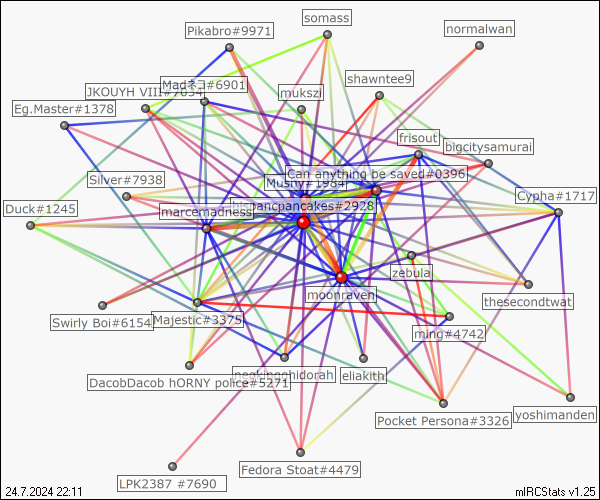 somass
Pikabro#9971
normalwan
shawntee9
Madネコ#6901
JKOUYH VIII#7634
mukszi
Eg.Master#1378
frisout
bigcitysamurai
Can anything be saved#0396
Mushy#1984
Silver#7938
Cypha#1717
Duck#1245
marcemadness
pancakes#2928
zebula
moonraven
thesecondtwat
Swirly Boi#6154
Majestic#3375
ming#4742
neokingghidorah
eliakith
DacobDacob hORNY police#5271
yoshimanden
Pocket Persona#3326
Fedora Stoat#4479
LPK2387 #7690
24.7.2024 22:11
mIRCStats v1.25